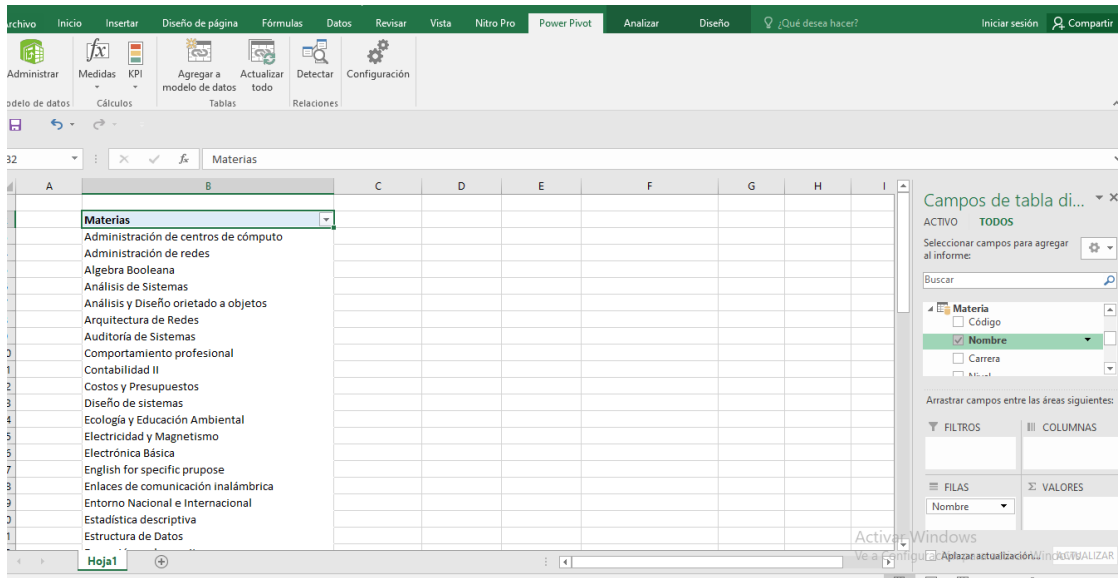 Archivo Inicio Insertar Diseño de página Fórmulas Datos Revisar Vista Nitro Pro Power Pivot Analizar Diseño ¿Qué desea hacer? Iniciar sesión Compartir
Administrar Medidas KPI Agregar a modelo de datos Actualizar todo Detectar Configuración
odelo de datos Cálculos Tablas Relaciones
32 fx Materias
A B C D E F G H I
Materias
Administración de centros de cómputo
Administración de redes
Algebra Booleana
Análisis de Sistemas
Análisis y Diseño orietado a objetos
Arquitectura de Redes
Auditoría de Sistemas
Comportamiento profesional
Contabilidad II
Costos y Presupuestos
Diseño de sistemas
Ecología y Educación Ambiental
Electricidad y Magnetismo
Electrónica Básica
English for specific prupose
Enlaces de comunicación inalámbrica
Entorno Nacional e Internacional
Estadística descriptiva
Estructura de Datos
Hoja1
Campos de tabla di...
ACTIVO TODOS
Seleccionar campos para agregar
al informe:
Buscar
Materia
Código
Nombre
Carrera
Nivel
Arrastrar campos entre las áreas siguientes:
FILTROS COLUMNAS
FILAS Σ VALORES
Nombre
Activar Windows
Aplazar actualización... ACTUALIZAR